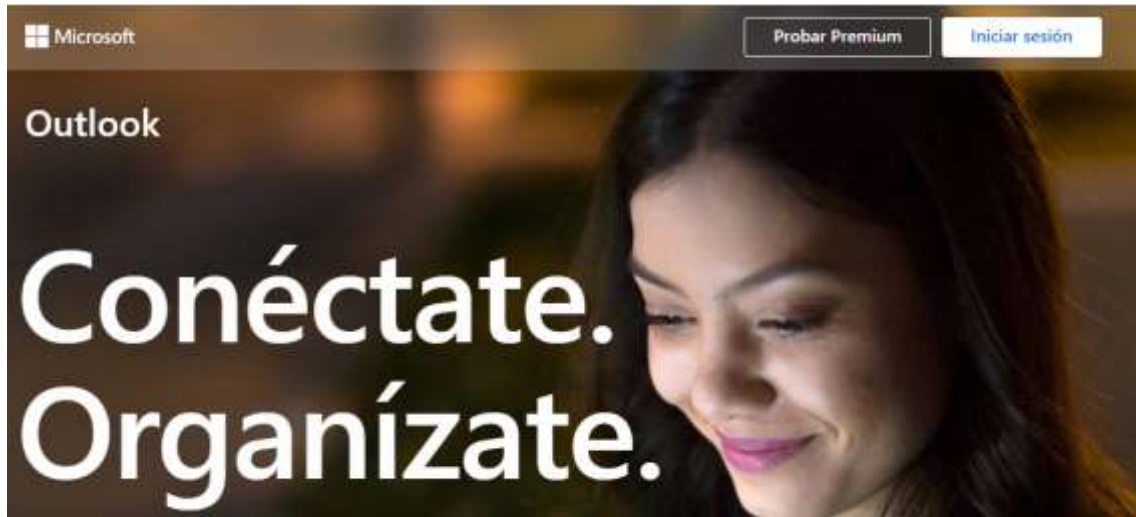 Microsoft
Probar Premium
Iniciar sesión
Outlook
Conéctate.
Organízate.